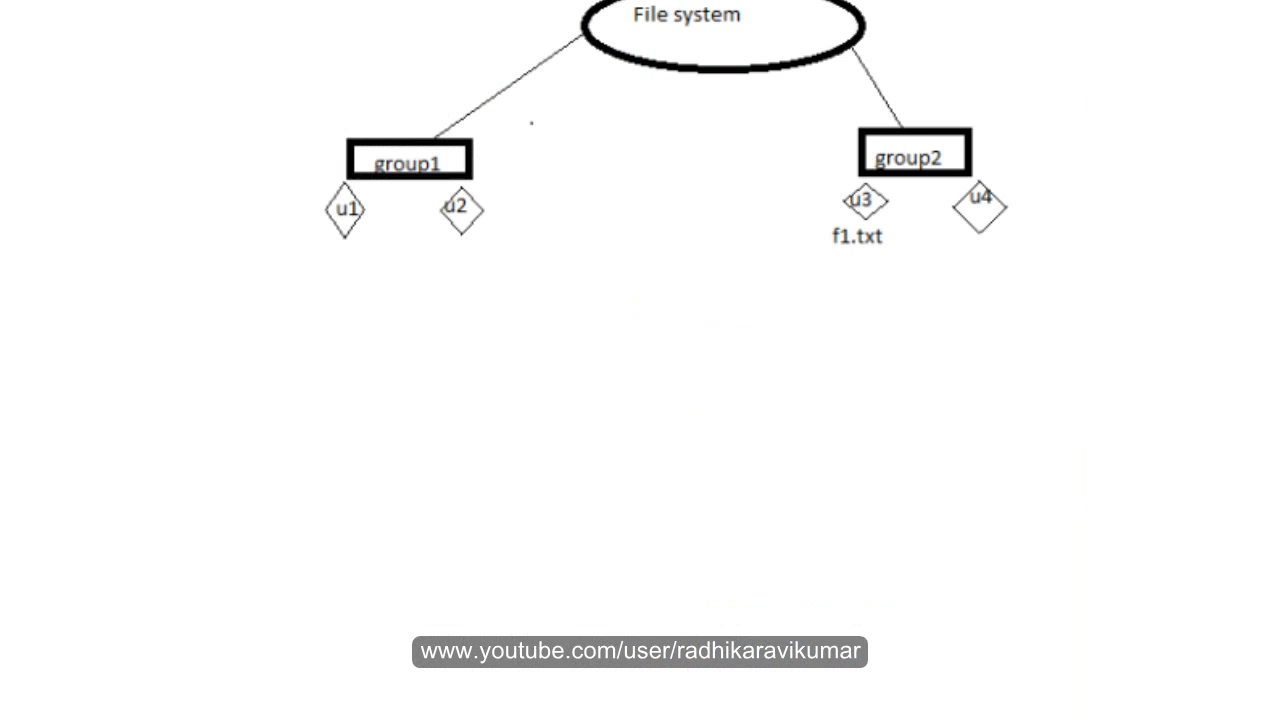 File system
group1
group2
u1
u2
u3
u4
f1.txt
www.youtube.com/user/radhikaravikumar